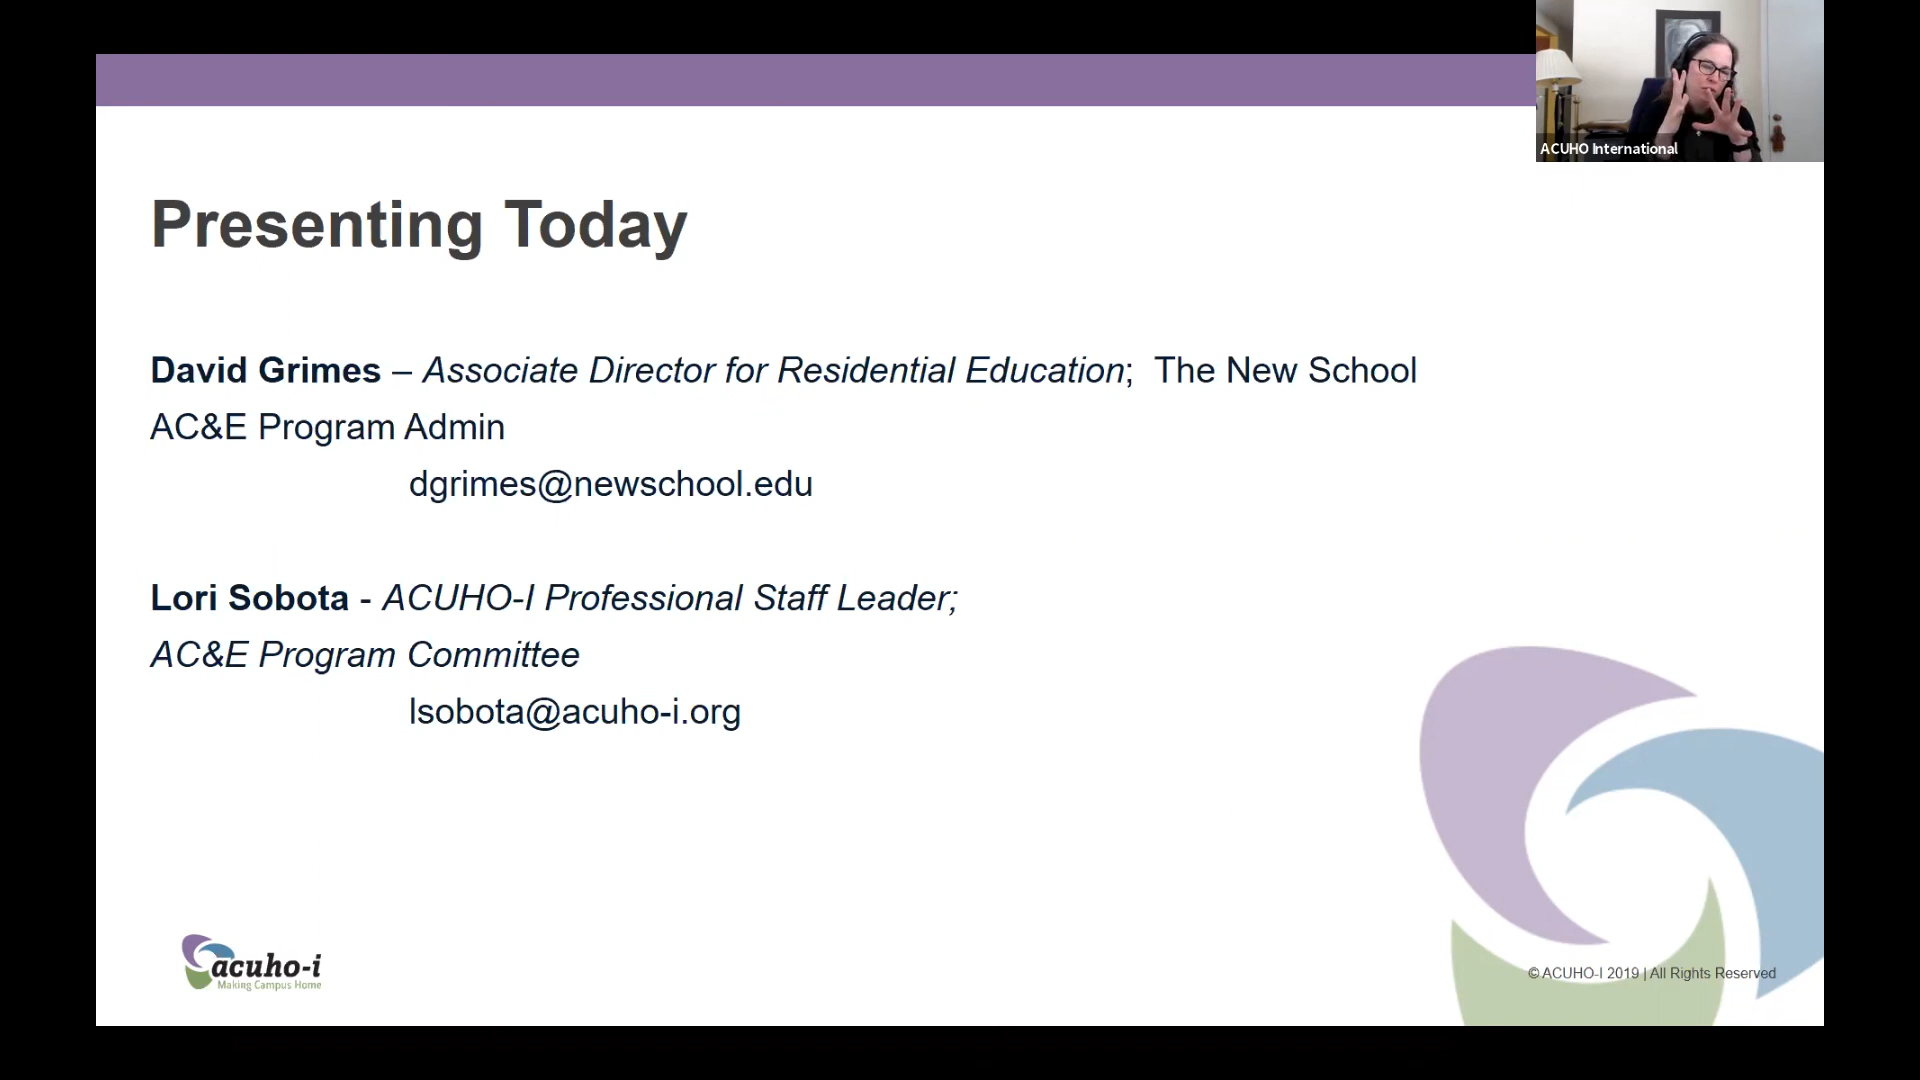 ACUHO International
Presenting Today
David Grimes – Associate Director for Residential Education;  The New School
AC&E Program Admin
dgrimes@newschool.edu
Lori Sobota - ACUHO-I Professional Staff Leader;
AC&E Program Committee
lsobota@acuho-i.org
acuho-i
Making Campus Home
© ACUHO-I 2019 | All Rights Reserved